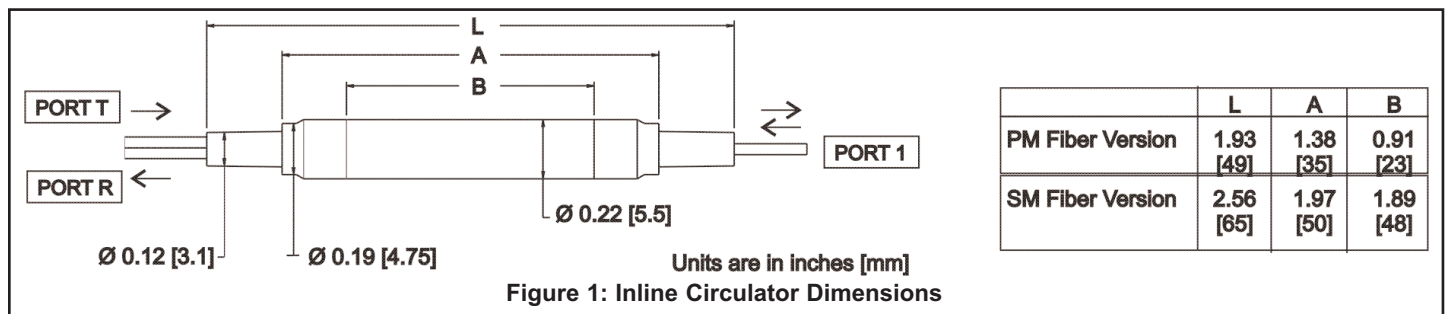 L
A
B
PORT T
PORT R
PORT 1
Ø 0.22 [5.5]
Ø 0.12 [3.1]
Ø 0.19 [4.75]
Units are in inches [mm]
L A B
PM Fiber Version 1.93 1.38 0.91
[49] [35] [23]
SM Fiber Version 2.56 1.97 1.89
[65] [50] [48]
Figure 1: Inline Circulator Dimensions